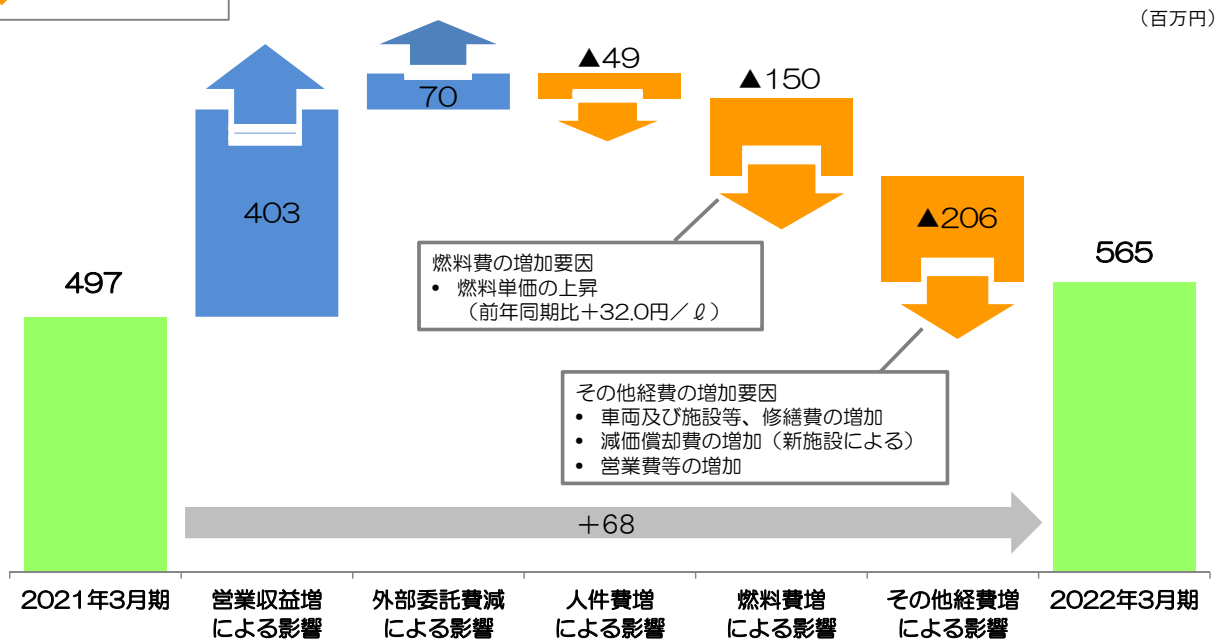 （百万円）
497
403
70
▲49
▲150
▲206
565
燃料費の増加要因
• 燃料単価の上昇
（前年同期比＋32.0円／ℓ）
その他経費の増加要因
• 車両及び施設等、修繕費の増加
• 減価償却費の増加（新施設による）
• 営業費等の増加
＋68
2021年3月期
営業収益増
による影響
外部委託費減
による影響
人件費増
による影響
燃料費増
による影響
その他経費増
による影響
2022年3月期